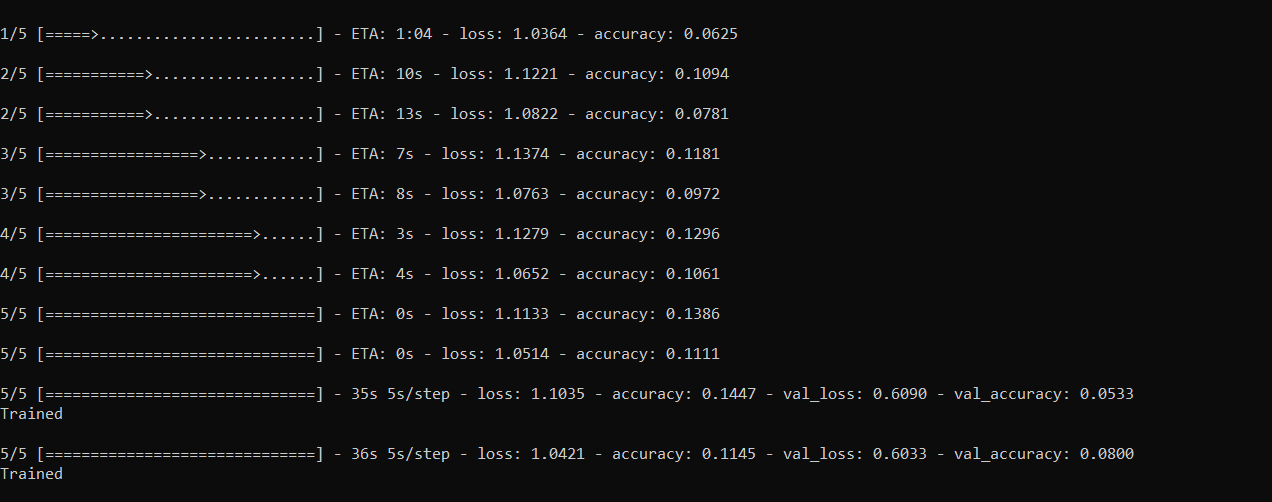 1/5 [=====>........................] - ETA: 1:04 - loss: 1.0364 - accuracy: 0.0625
2/5 [===========>..................] - ETA: 10s - loss: 1.1221 - accuracy: 0.1094
2/5 [===========>..................] - ETA: 13s - loss: 1.0822 - accuracy: 0.0781
3/5 [=================>............] - ETA: 7s - loss: 1.1374 - accuracy: 0.1181
3/5 [=================>............] - ETA: 8s - loss: 1.0763 - accuracy: 0.0972
4/5 [=======================>......] - ETA: 3s - loss: 1.1279 - accuracy: 0.1296
4/5 [=======================>......] - ETA: 4s - loss: 1.0652 - accuracy: 0.1061
5/5 [==============================] - ETA: 0s - loss: 1.1133 - accuracy: 0.1386
5/5 [==============================] - ETA: 0s - loss: 1.0514 - accuracy: 0.1111
5/5 [==============================] - 35s 5s/step - loss: 1.1035 - accuracy: 0.1447 - val_loss: 0.6090 - val_accuracy: 0.0533
Trained
5/5 [==============================] - 36s 5s/step - loss: 1.0421 - accuracy: 0.1145 - val_loss: 0.6033 - val_accuracy: 0.0800
Trained